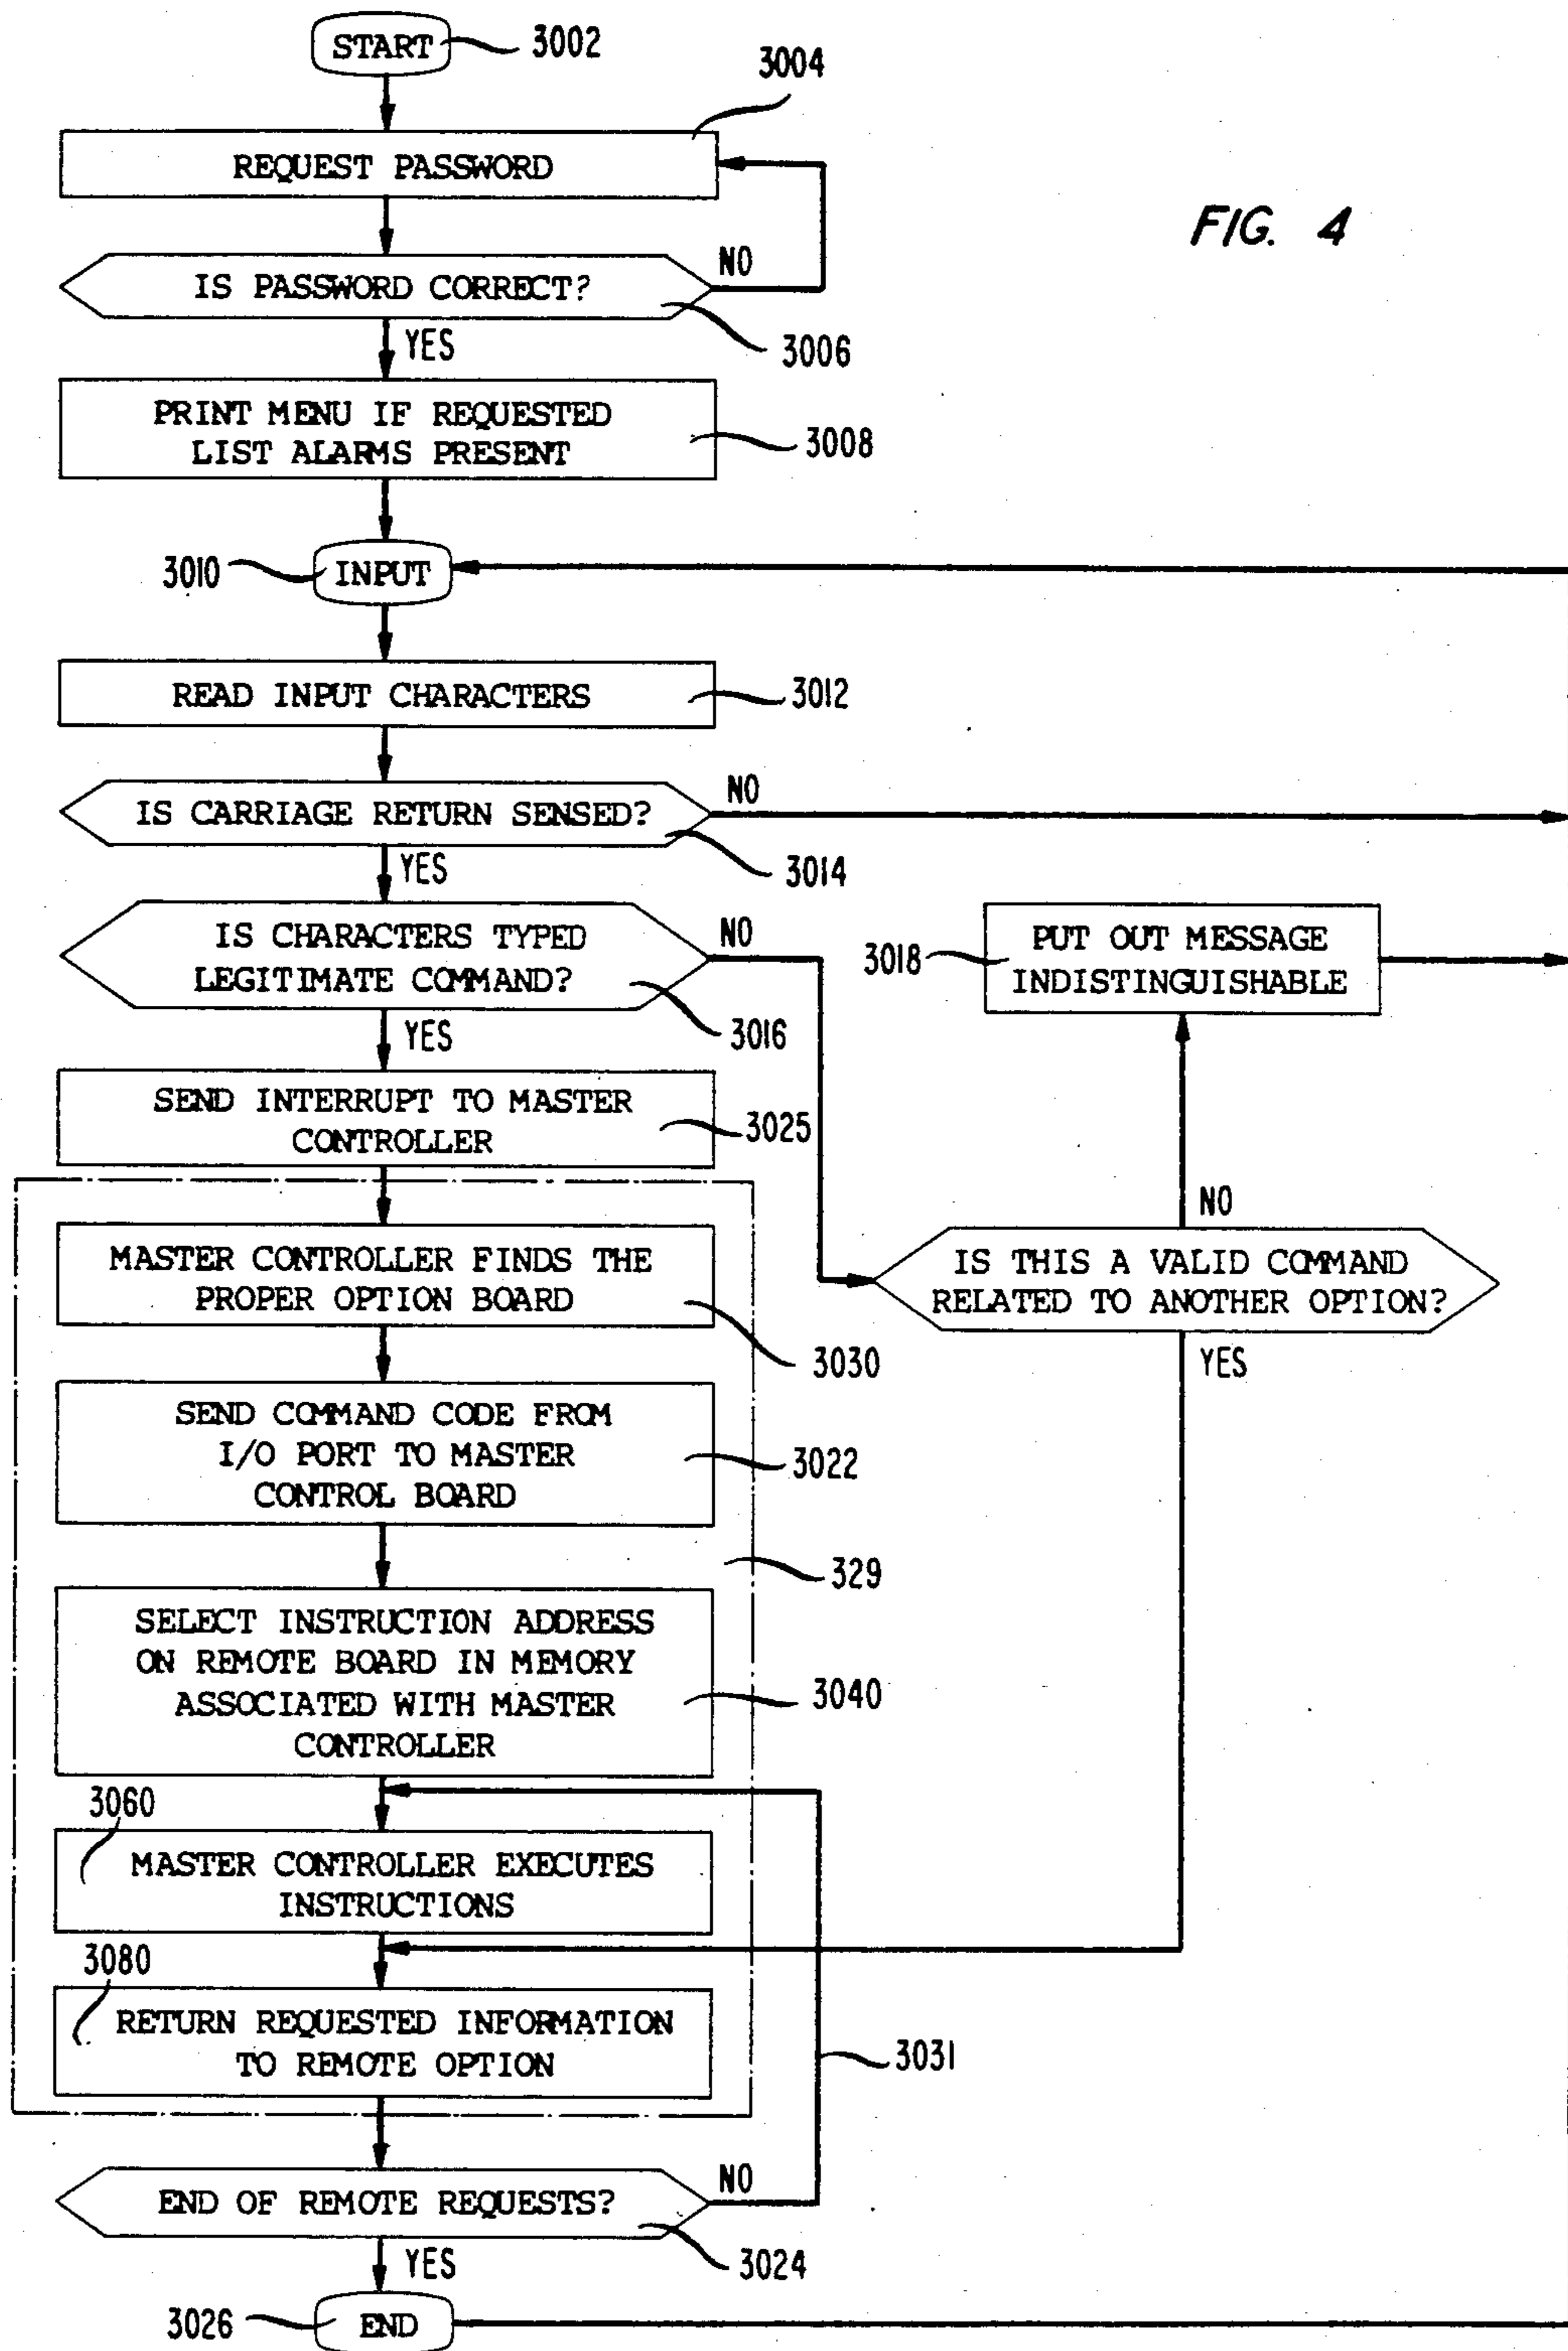 START
3002
3004
REQUEST PASSWORD
FIG. 4
NO
IS PASSWORD CORRECT?
3006
YES
PRINT MENU IF REQUESTED
LIST ALARMS PRESENT
3008
3010
INPUT
READ INPUT CHARACTERS
3012
NO
IS CARRIAGE RETURN SENSED?
3014
YES
IS CHARACTERS TYPED
LEGITIMATE COMMAND?
NO
3016
YES
3018
PUT OUT MESSAGE
INDISTINGUISHABLE
SEND INTERRUPT TO MASTER
CONTROLLER
3025
NO
IS THIS A VALID COMMAND
RELATED TO ANOTHER OPTION?
YES
MASTER CONTROLLER FINDS THE
PROPER OPTION BOARD
3030
SEND COMMAND CODE FROM
I/O PORT TO MASTER
CONTROL BOARD
3022
329
SELECT INSTRUCTION ADDRESS
ON REMOTE BOARD IN MEMORY
ASSOCIATED WITH MASTER
CONTROLLER
3040
3060
MASTER CONTROLLER EXECUTES
INSTRUCTIONS
3080
RETURN REQUESTED INFORMATION
TO REMOTE OPTION
3031
NO
END OF REMOTE REQUESTS?
3024
YES
3026
END